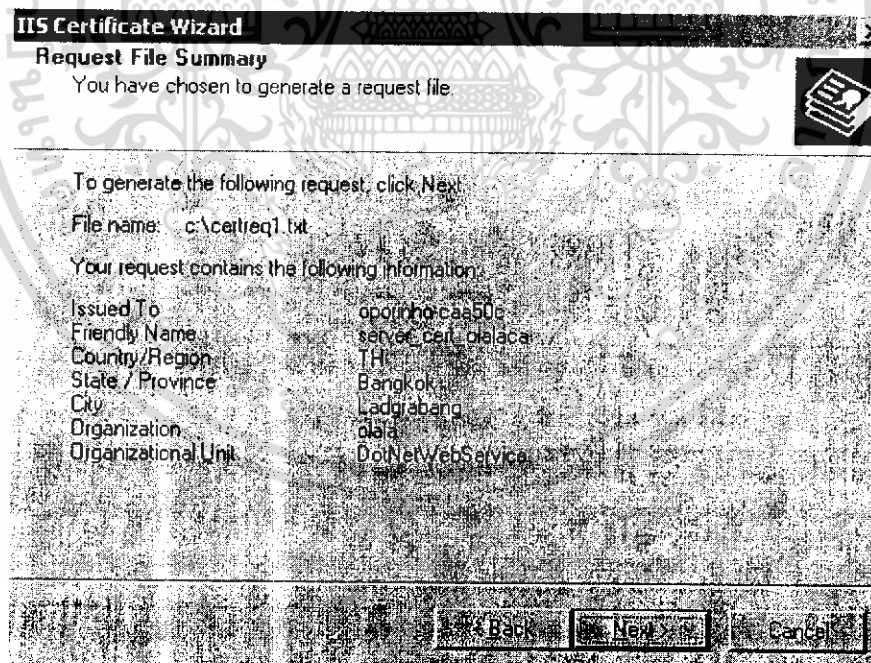 IIS Certificate Wizard
Request File Summary
You have chosen to generate a request file.
To generate the following request, click Next.
File name: c:\certreq1.txt
Your request contains the following information:
Issued To
Friendly Name server_cert_olalaca
Country/Region TH
State / Province Bangkok
City Ladgrabang
Organization olala
Organizational Unit DotNetWebService
< Back Next > Cancel